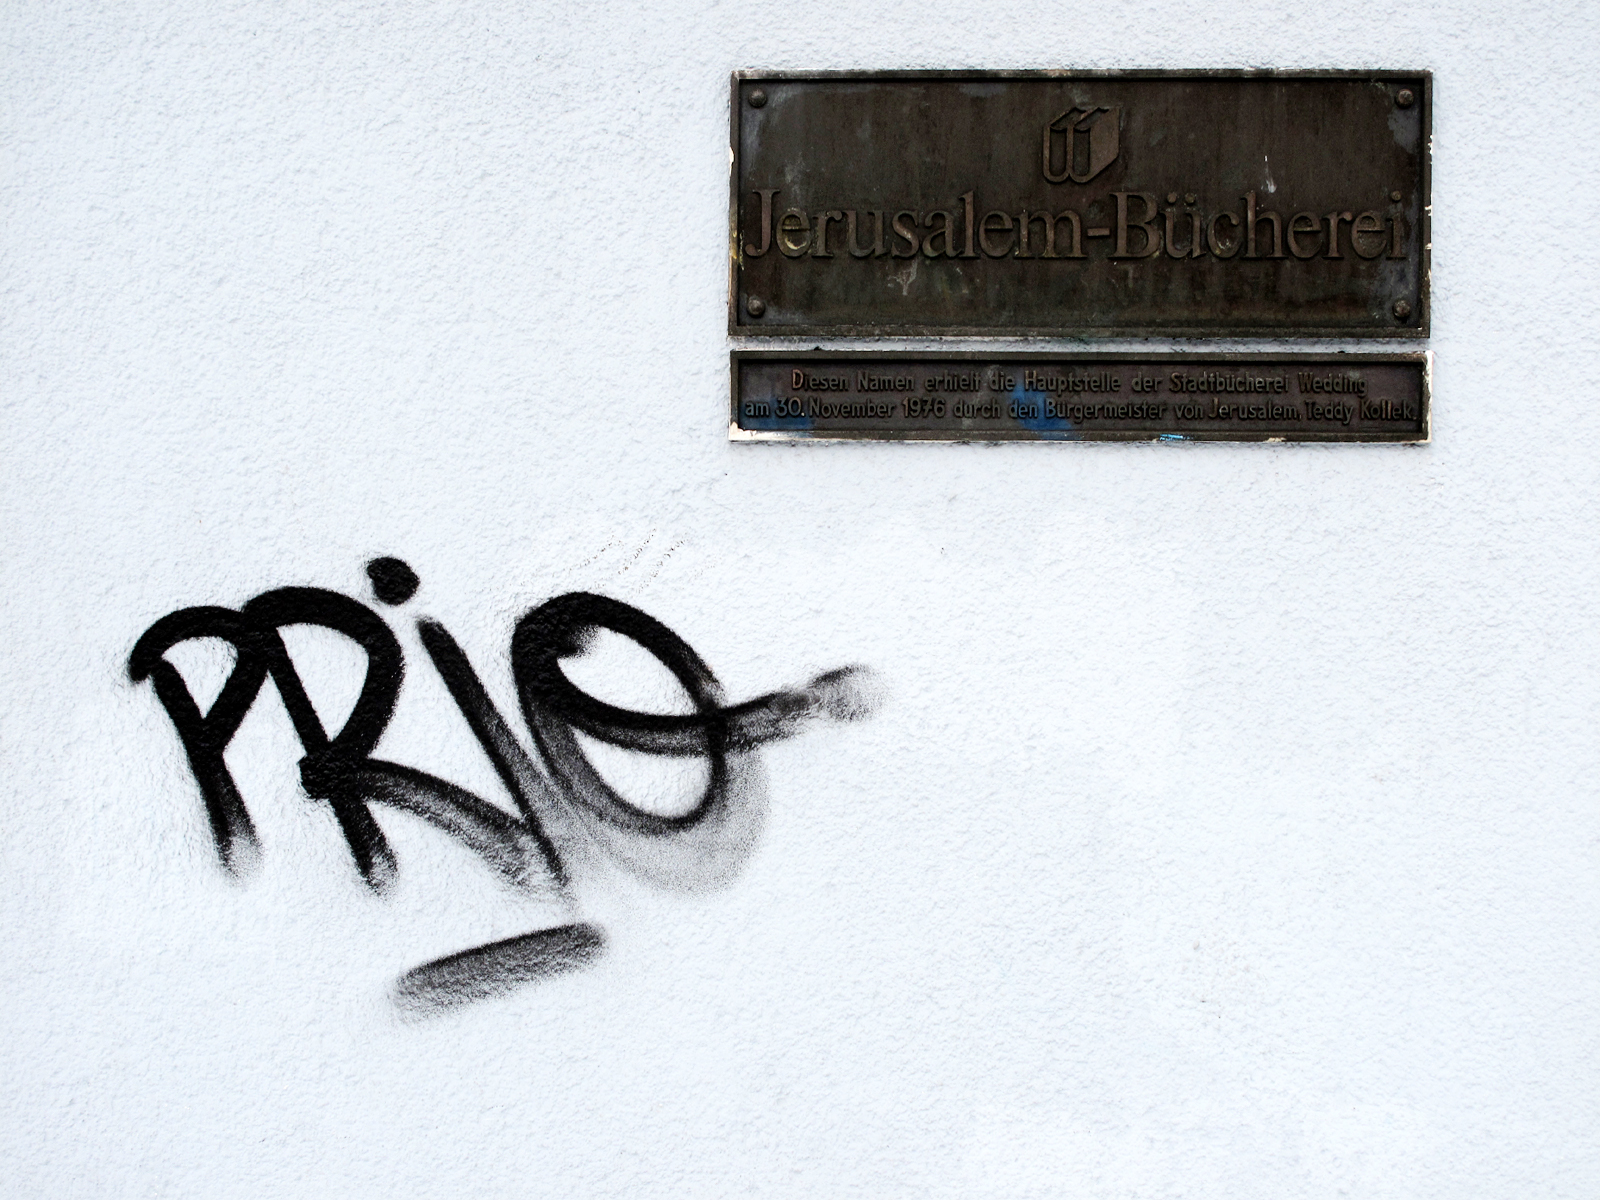 Jerusalem-Bücherei
Diesen Namen erhielt die Hauptstelle der Stadtbücherei Wedding
am 30. November 1976 durch den Bürgermeister von Jerusalem, Teddy Kollek.
PRiO